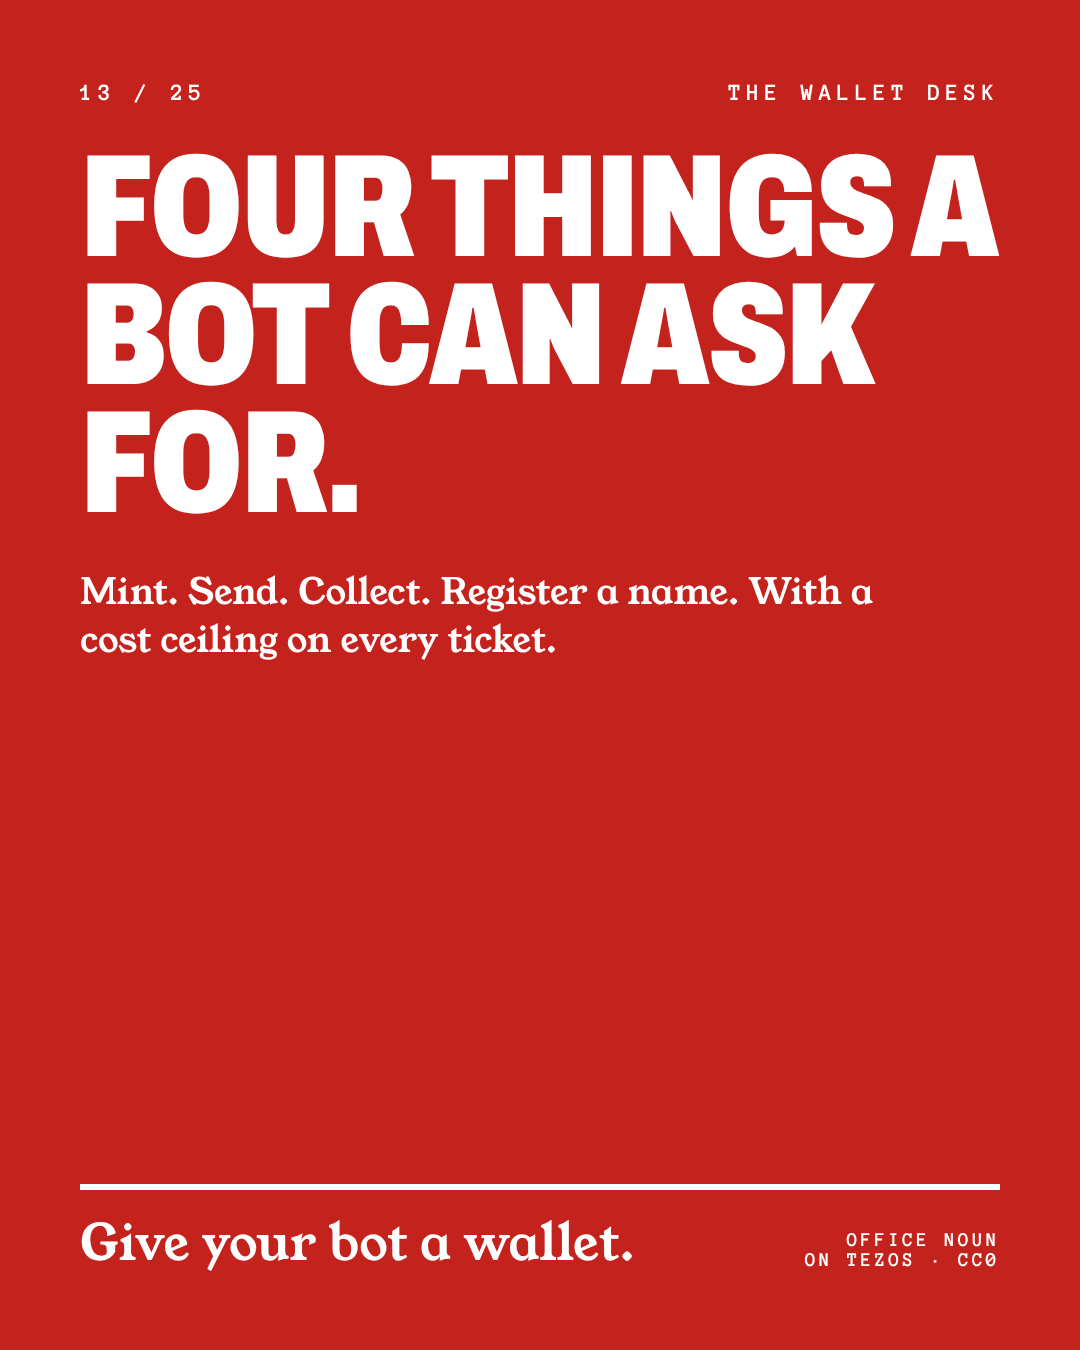 13 / 25
THE WALLET DESK
FOUR THINGS A
BOT CAN ASK
FOR.
Mint. Send. Collect. Register a name. With a
cost ceiling on every ticket.
Give your bot a wallet.
OFFICE NOUN
ON TEZOS · CC0